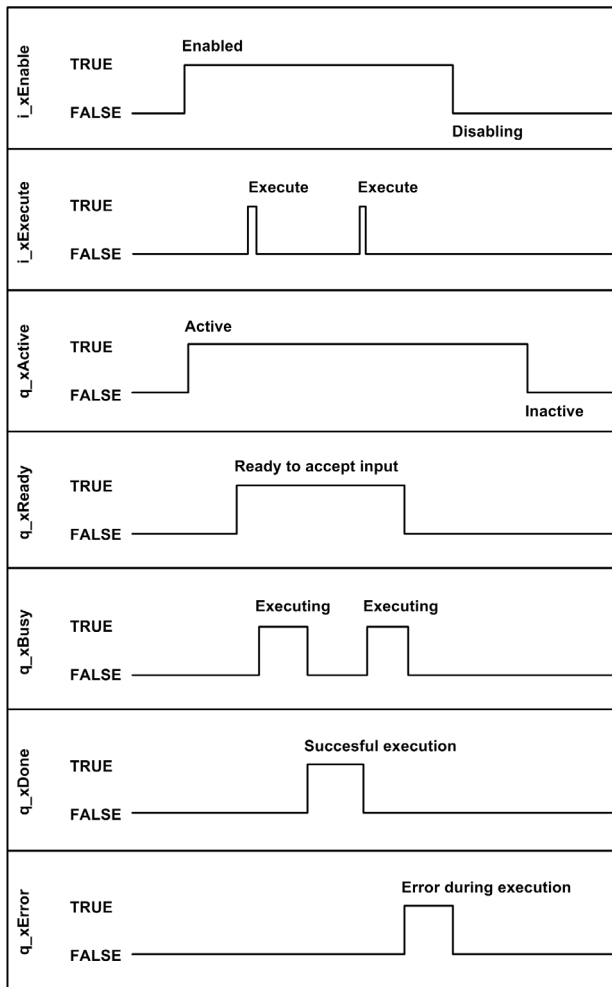 i_xEnable
Enabled
TRUE
FALSE
Disabling
i_xExecute
Execute Execute
TRUE
FALSE
q_xActive
Active
TRUE
FALSE
Inactive
q_xReady
Ready to accept input
TRUE
FALSE
q_xBusy
Executing Executing
TRUE
FALSE
q_xDone
Succesful execution
TRUE
FALSE
q_xError
Error during execution
TRUE
FALSE